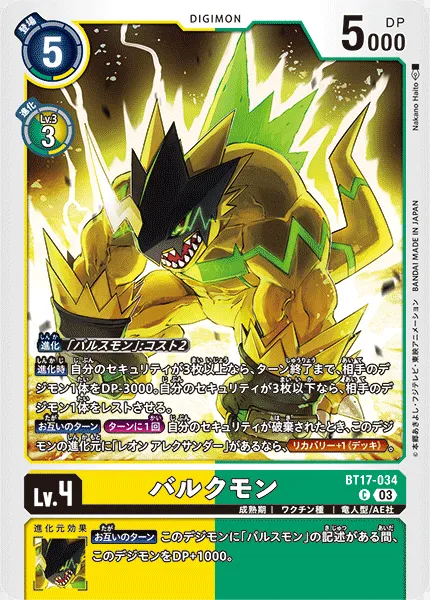 登場
5
DIGIMON
DP
5000
進化
Lv.3
3
Nakano Haito
BANDAI MADE IN JAPAN
©本郷あきよし・フジテレビ・東映アニメーション
進化 「パルスモン」:コスト2
進化時 自分のセキュリティが3枚以上なら、ターン終了まで、相手の
デジモン1体をDP-3000。自分のセキュリティが3枚以下なら、相手のデ
ジモン1体をレストさせる。
お互いのターン ターンに1回 自分のセキュリティが破棄されたとき、このデジ
モンの進化元に「レオン アレクサンダー」があるなら、リカバリー+1《デッキ》。
Lv.4
バルクモン
BT17-034
C 03
成熟期 | ワクチン種 | 竜人型/AE社
進化元効果
お互いのターン このデジモンに「パルスモン」の記述がある間、
このデジモンをDP+1000。